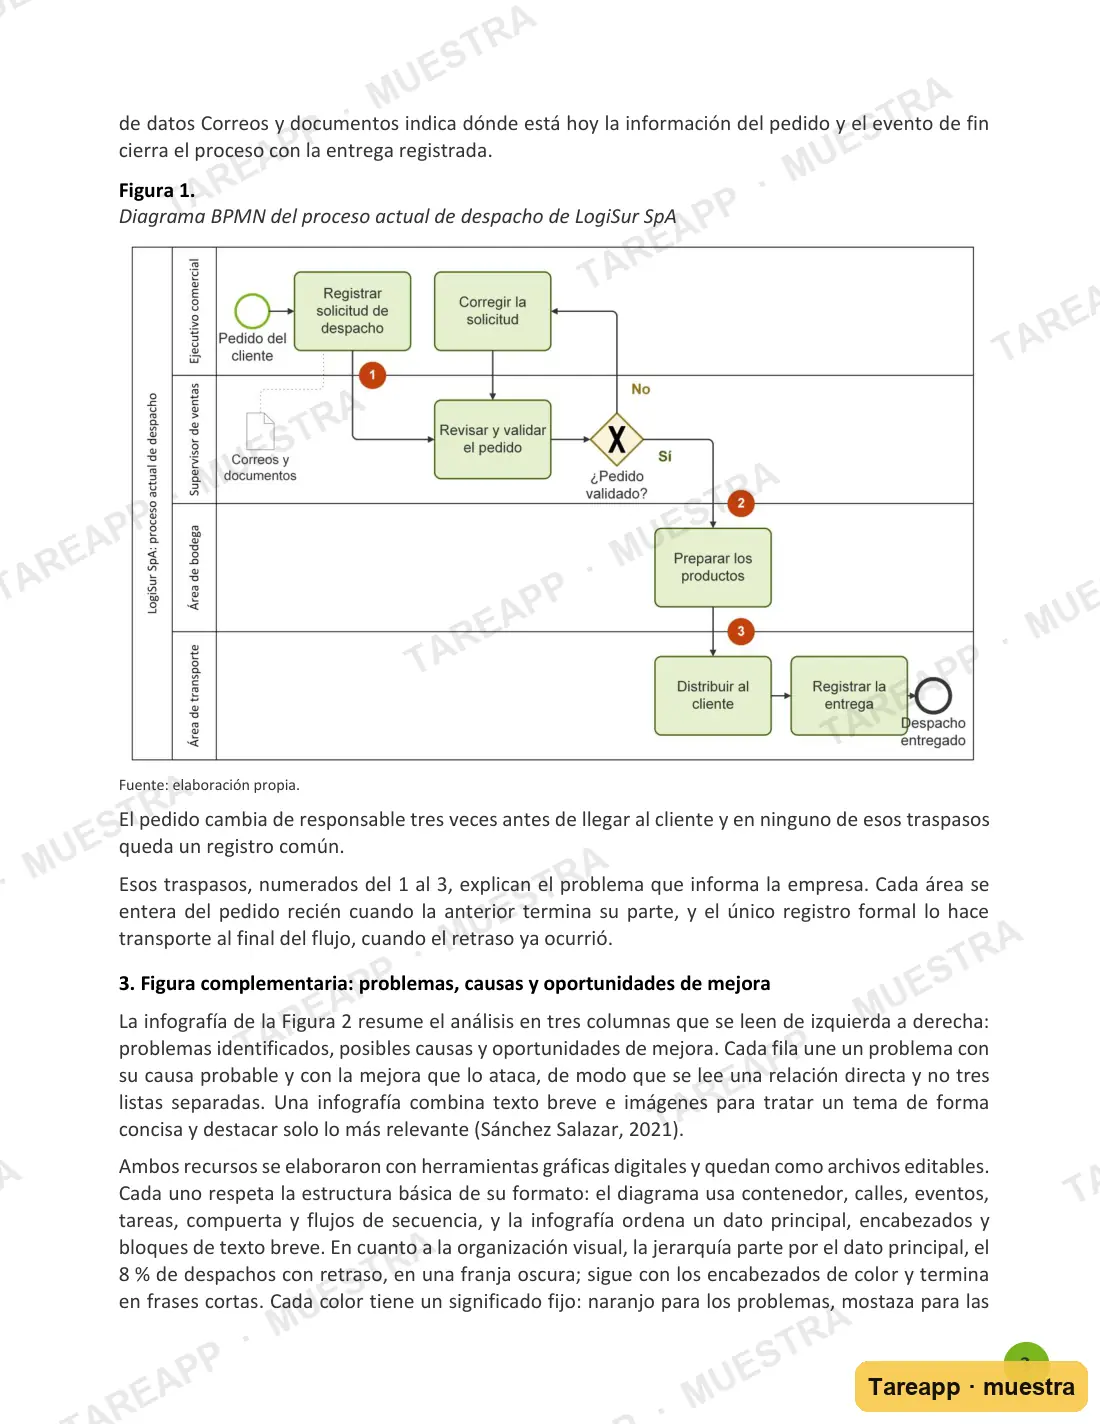 de datos Correos y documentos indica dónde está hoy la información del pedido y el evento de fin
cierra el proceso con la entrega registrada.
Figura 1.
Diagrama BPMN del proceso actual de despacho de LogiSur SpA
LogiSur SpA: proceso actual de despacho
Ejecutivo comercial
Pedido del
cliente
Registrar
solicitud de
despacho
Corregir la
solicitud
1
No
Supervisor de ventas
Correos y
documentos
Revisar y validar
el pedido
X
¿Pedido
validado?
Sí
2
Área de bodega
Preparar los
productos
3
Área de transporte
Distribuir al
cliente
Registrar la
entrega
Despacho
entregado
Fuente: elaboración propia.
El pedido cambia de responsable tres veces antes de llegar al cliente y en ninguno de esos traspasos
queda un registro común.
Esos traspasos, numerados del 1 al 3, explican el problema que informa la empresa. Cada área se
entera del pedido recién cuando la anterior termina su parte, y el único registro formal lo hace
transporte al final del flujo, cuando el retraso ya ocurrió.
3. Figura complementaria: problemas, causas y oportunidades de mejora
La infografía de la Figura 2 resume el análisis en tres columnas que se leen de izquierda a derecha:
problemas identificados, posibles causas y oportunidades de mejora. Cada fila une un problema con
su causa probable y con la mejora que lo ataca, de modo que se lee una relación directa y no tres
listas separadas. Una infografía combina texto breve e imágenes para tratar un tema de forma
concisa y destacar solo lo más relevante (Sánchez Salazar, 2021).
Ambos recursos se elaboraron con herramientas gráficas digitales y quedan como archivos editables.
Cada uno respeta la estructura básica de su formato: el diagrama usa contenedor, calles, eventos,
tareas, compuerta y flujos de secuencia, y la infografía ordena un dato principal, encabezados y
bloques de texto breve. En cuanto a la organización visual, la jerarquía parte por el dato principal, el
8 % de despachos con retraso, en una franja oscura; sigue con los encabezados de color y termina
en frases cortas. Cada color tiene un significado fijo: naranjo para los problemas, mostaza para las
Tareapp · muestra
TAREAPP · MUESTRA